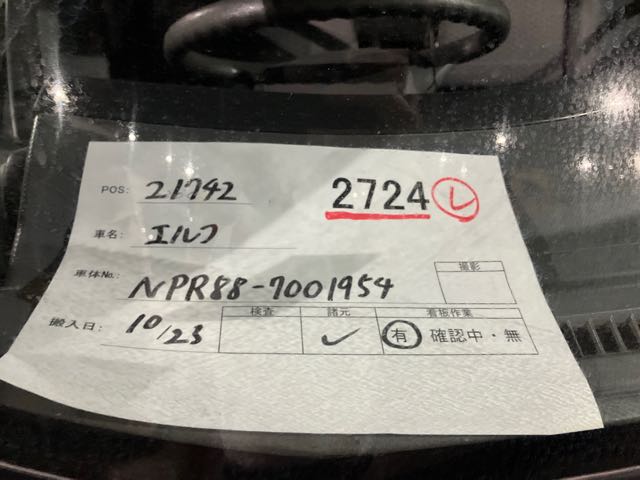 POS: 21742
2724 レ
車名: エルフ
車体No.: NPR88-7001954
撮影
搬入日: 10/23
検査 諸元 看板作業
✓ 有 確認中・無